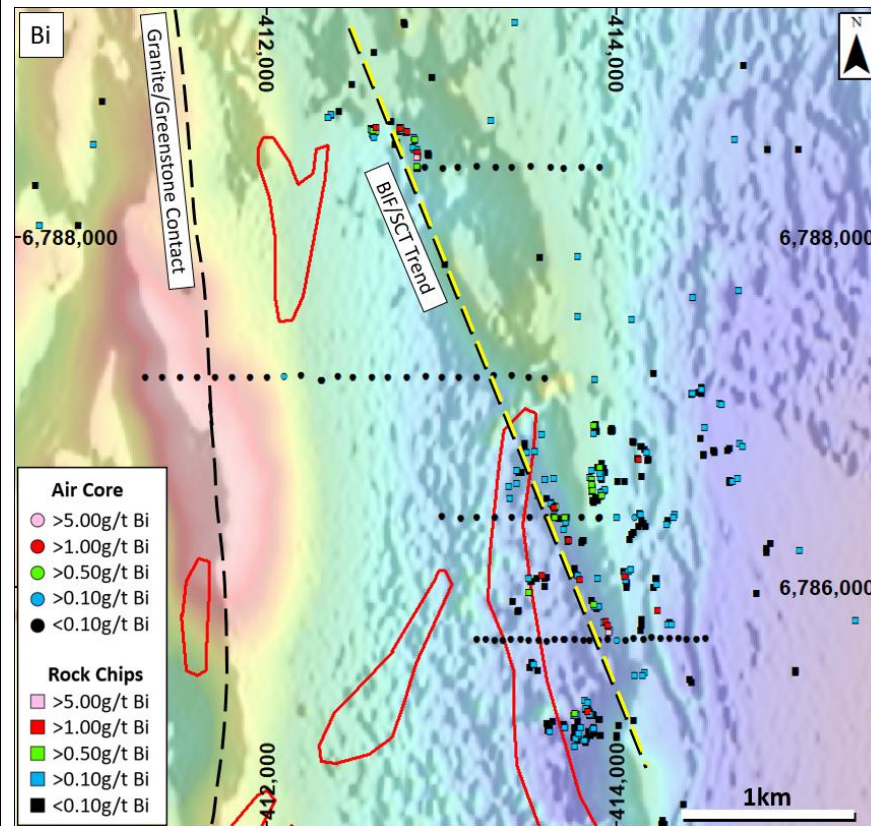 Bi
Granite/Greenstone Contact
412,000
414,000
N
BIF/SCT Trend
6,788,000
6,788,000
6,786,000
Air Core
>5.00g/t Bi
>1.00g/t Bi
>0.50g/t Bi
>0.10g/t Bi
<0.10g/t Bi
Rock Chips
>5.00g/t Bi
>1.00g/t Bi
>0.50g/t Bi
>0.10g/t Bi
<0.10g/t Bi
412,000
414,000
1km